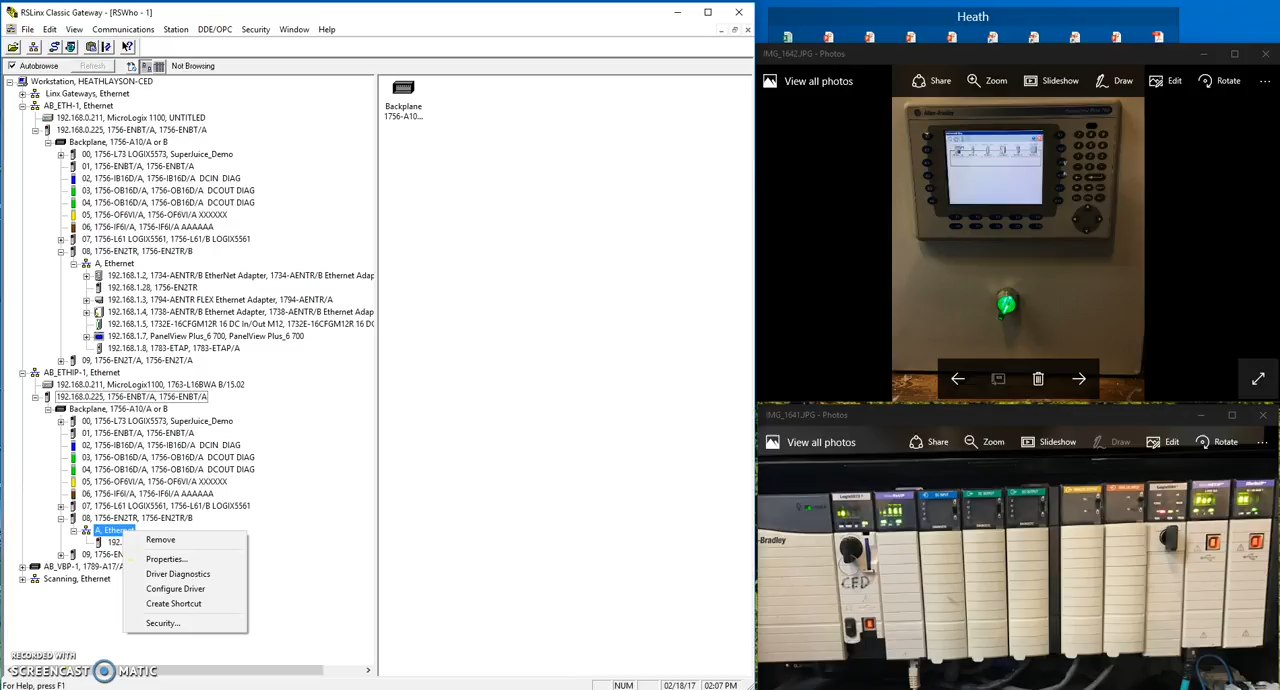 RSLinx Classic Gateway - [RSWho - 1]
File Edit View Communications Station DDE/OPC Security Window Help
Autobrowse Refresh Not Browsing
Workstation, HEATHLAYSON-CED
Linx Gateways, Ethernet
AB_ETH-1, Ethernet
192.168.0.211, MicroLogix 1100, UNTITLED
192.168.0.225, 1756-ENBT/A, 1756-ENBT/A
Backplane, 1756-A10/A or B
00, 1756-L73 LOGIX5573, SuperJuice_Demo
01, 1756-ENBT/A, 1756-ENBT/A
02, 1756-IB16D/A, 1756-IB16D/A DCIN DIAG
03, 1756-OB16D/A, 1756-OB16D/A DCOUT DIAG
04, 1756-OB16D/A, 1756-OB16D/A DCOUT DIAG
05, 1756-OF6VI/A, 1756-OF6VI/A XXXXXX
06, 1756-IF6I/A, 1756-IF6I/A AAAAAA
07, 1756-L61 LOGIX5561, 1756-L61/B LOGIX5561
08, 1756-EN2TR, 1756-EN2TR/B
A, Ethernet
192.168.1.2, 1734-AENTR/B EtherNet Adapter, 1734-AENTR/B Ethernet Adap
192.168.1.28, 1756-EN2TR
192.168.1.3, 1794-AENTR FLEX Ethernet Adapter, 1794-AENTR/A
192.168.1.4, 1738-AENTR/B Ethernet Adapter, 1738-AENTR/B
192.168.1.5, 1732E-16CFGM12R 16 DC In/Out M12, 1732E-16CFGM12R 16 DC
192.168.1.7, PanelView Plus_6 700, PanelView Plus_6 700
192.168.1.8, 1783-ETAP, 1783-ETAP/A
09, 1756-EN2T/A, 1756-EN2T/A
AB_ETHIP-1, Ethernet
192.168.0.211, MicroLogix1100, 1763-L16BWA B/15.02
192.168.0.225, 1756-ENBT/A, 1756-ENBT/A
Backplane, 1756-A10/A or B
00, 1756-L73 LOGIX5573, SuperJuice_Demo
01, 1756-ENBT/A, 1756-ENBT/A
02, 1756-IB16D/A, 1756-IB16D/A DCIN DIAG
03, 1756-OB16D/A, 1756-OB16D/A DCOUT DIAG
04, 1756-OB16D/A, 1756-OB16D/A DCOUT DIAG
05, 1756-OF6VI/A, 1756-OF6VI/A XXXXXX
06, 1756-IF6I/A, 1756-IF6I/A AAAAAA
07, 1756-L61 LOGIX5561, 1756-L61/B LOGIX5561
08, 1756-EN2TR, 1756-EN2TR/B
A, Ethernet
192.
09, 1756-EN
AB_VBP-1, 1789-A17/A
Scanning, Ethernet
Remove
Properties...
Driver Diagnostics
Configure Driver
Create Shortcut
Security...
Backplane
1756-A10...
RECORDED WITH
SCREENCAST MATIC
For Help, press F1
NUM 02/18/17 02:07 PM
Heath
IMG_1642.JPG - Photos
View all photos Share Zoom Slideshow Draw Edit Rotate
Allen-Bradley
IMG_1641.JPG - Photos
View all photos Share Zoom Slideshow Draw Edit Rotate
-Bradley
CED